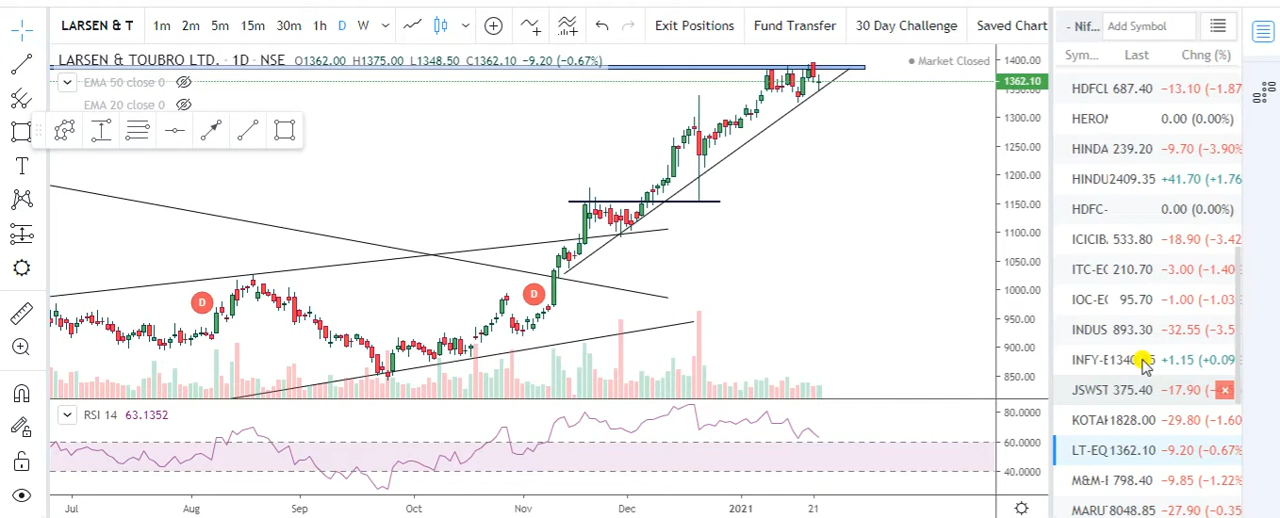 LARSEN & T 1m 2m 5m 15m 30m 1h D W Exit Positions Fund Transfer 30 Day Challenge Saved Chart
LARSEN & TOUBRO LTD. · 1D · NSE O1362.00 H1375.00 L1348.50 C1362.10 −9.20 (−0.67%)
Market Closed
EMA 50 close 0
EMA 20 close 0
T
D
D
1400.00
1362.10
1350.00
1300.00
1250.00
1200.00
1150.00
1100.00
1050.00
1000.00
950.00
900.00
850.00
RSI 14 63.1352
80.0000
60.0000
40.0000
Jul Aug Sep Oct Nov Dec 2021 21
- Nif... Add Symbol
Sym... Last Chng (%)
HDFCL 687.40 −13.10 (−1.87
HEROM 0.00 (0.00%)
HINDA 239.20 −9.70 (−3.90%
HINDU 2409.35 +41.70 (+1.76
HDFC- 0.00 (0.00%)
ICICIB. 533.80 −18.90 (−3.42
ITC-EQ 210.70 −3.00 (−1.40
IOC-EQ 95.70 −1.00 (−1.03
INDUS 893.30 −32.55 (−3.5
INFY-E +1.15 (+0.09
JSWST 375.40 −17.90
KOTAK 1828.00 −29.80 (−1.60
LT-EQ 1362.10 −9.20 (−0.67%
M&M-E 798.40 −9.85 (−1.22%
MARU 8048.85 −27.90 (−0.35